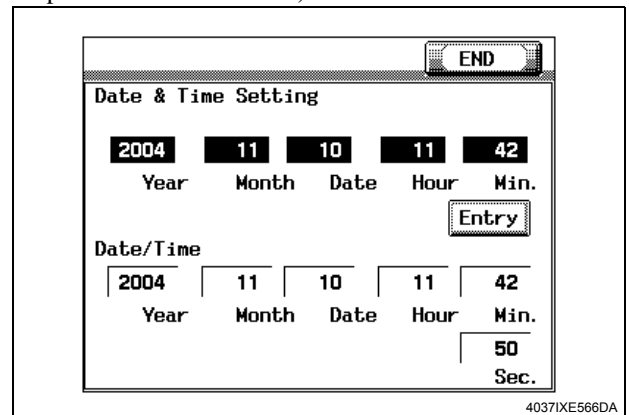 END
Date & Time Setting
2004 11 10 11 42
Year Month Date Hour Min.
Entry
Date/Time
2004 11 10 11 42
Year Month Date Hour Min.
50
Sec.
4037IXE566DA